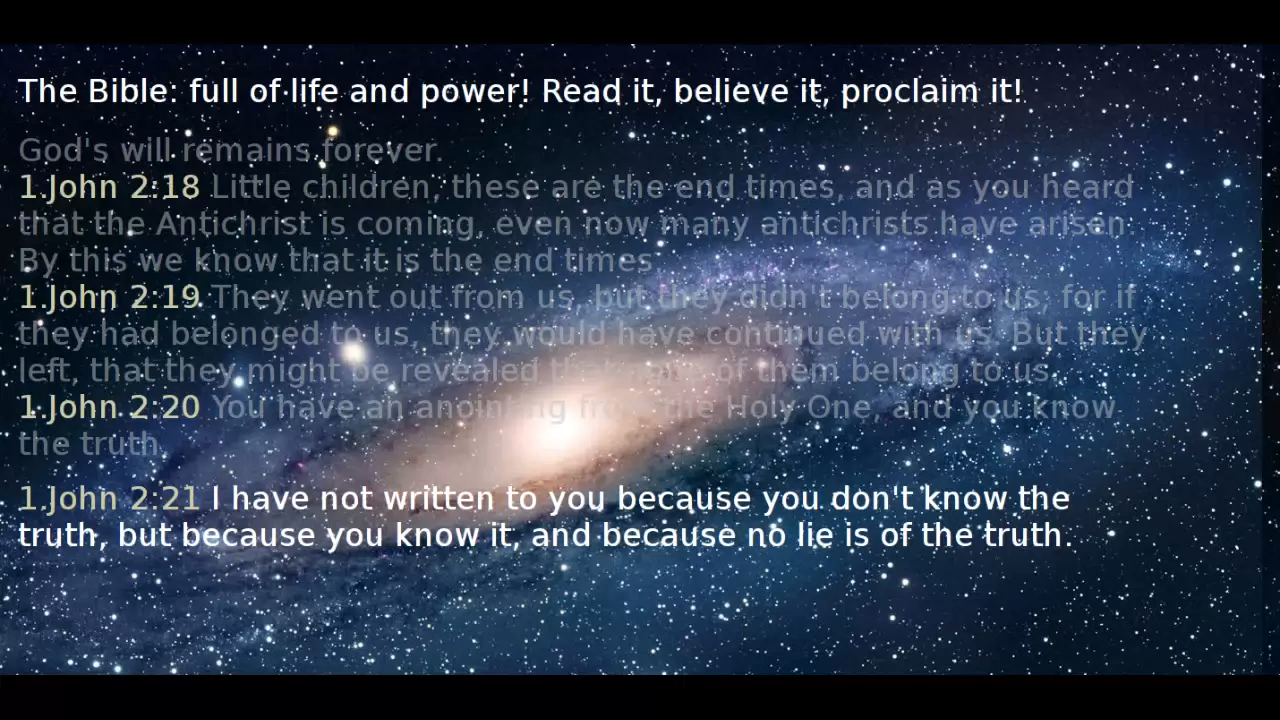 The Bible: full of life and power! Read it, believe it, proclaim it!
God's will remains forever.
1.John 2:18 Little children, these are the end times, and as you heard
that the Antichrist is coming, even now many antichrists have arisen.
By this we know that it is the end times.
1.John 2:19 They went out from us, but they didn't belong to us; for if
they had belonged to us, they would have continued with us. But they
left, that they might be revealed that none of them belong to us.
1.John 2:20 You have an anointing from the Holy One, and you know
the truth.
1.John 2:21 I have not written to you because you don't know the
truth, but because you know it, and because no lie is of the truth.